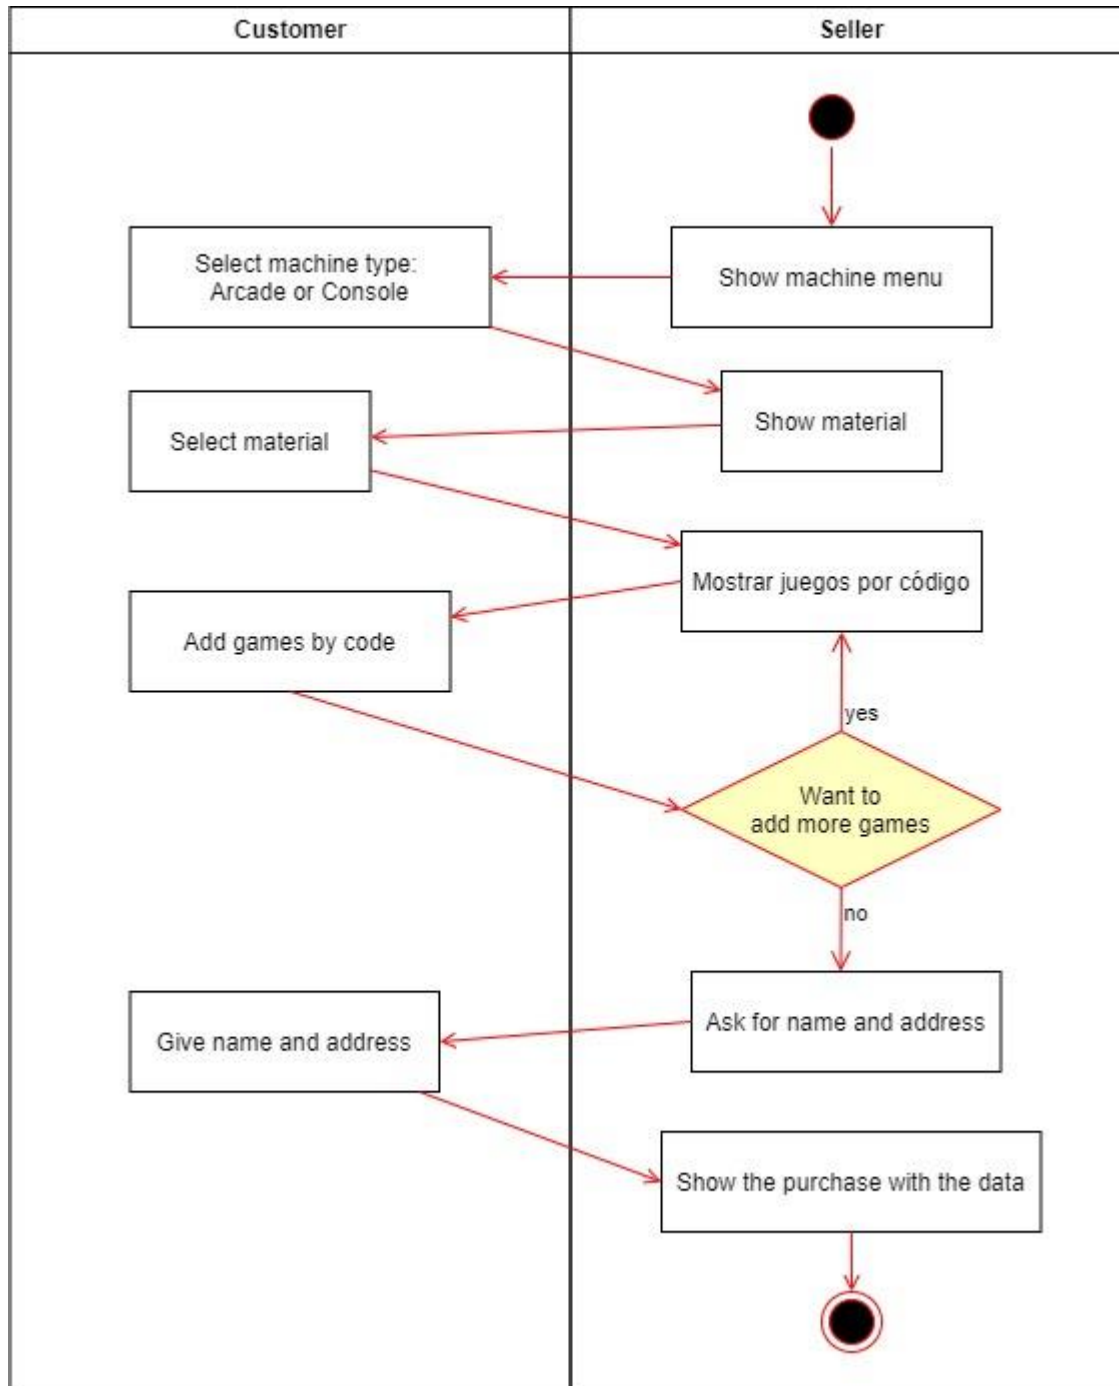 Customer
Seller
Show machine menu
Select machine type:
Arcade or Console
Show material
Select material
Mostrar juegos por código
Add games by code
yes
Want to
add more games
no
Ask for name and address
Give name and address
Show the purchase with the data